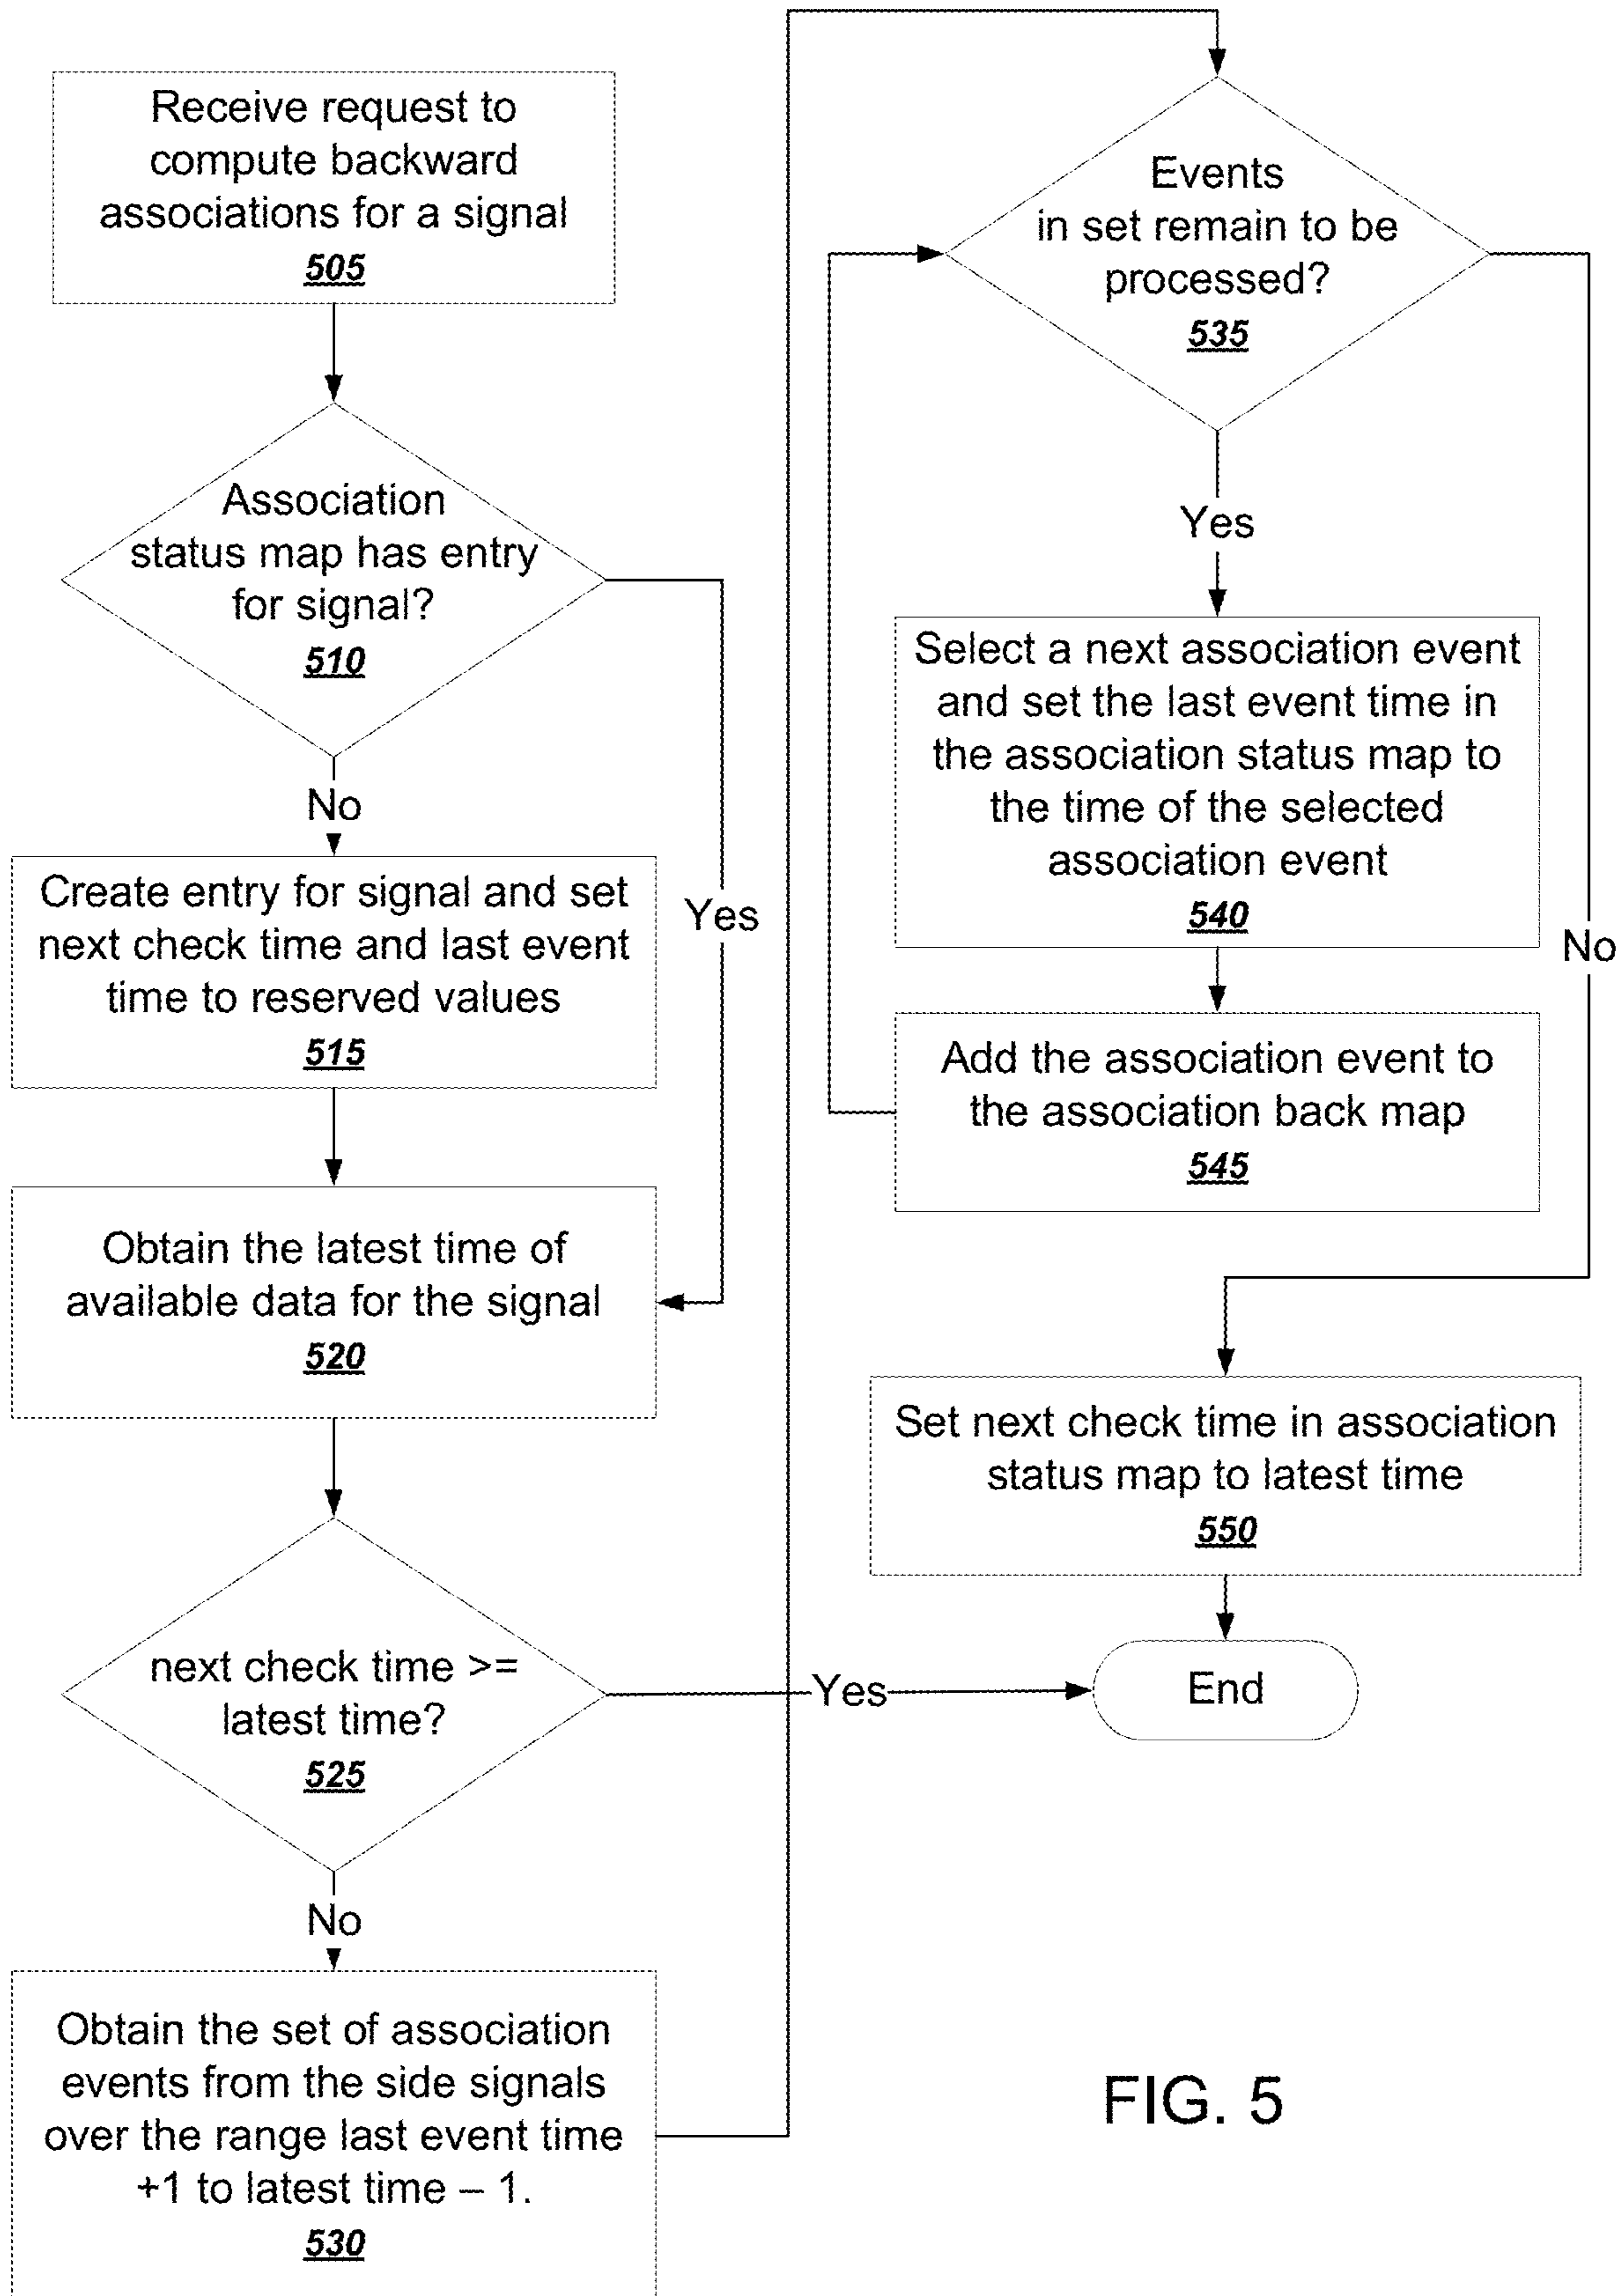 Receive request to
compute backward
associations for a signal
505
Association
status map has entry
for signal?
510
No
Yes
Create entry for signal and set
next check time and last event
time to reserved values
515
Obtain the latest time of
available data for the signal
520
next check time >=
latest time?
525
Yes
No
Obtain the set of association
events from the side signals
over the range last event time
+1 to latest time – 1.
530
Events
in set remain to be
processed?
535
Yes
No
Select a next association event
and set the last event time in
the association status map to
the time of the selected
association event
540
Add the association event to
the association back map
545
Set next check time in association
status map to latest time
550
End
FIG. 5